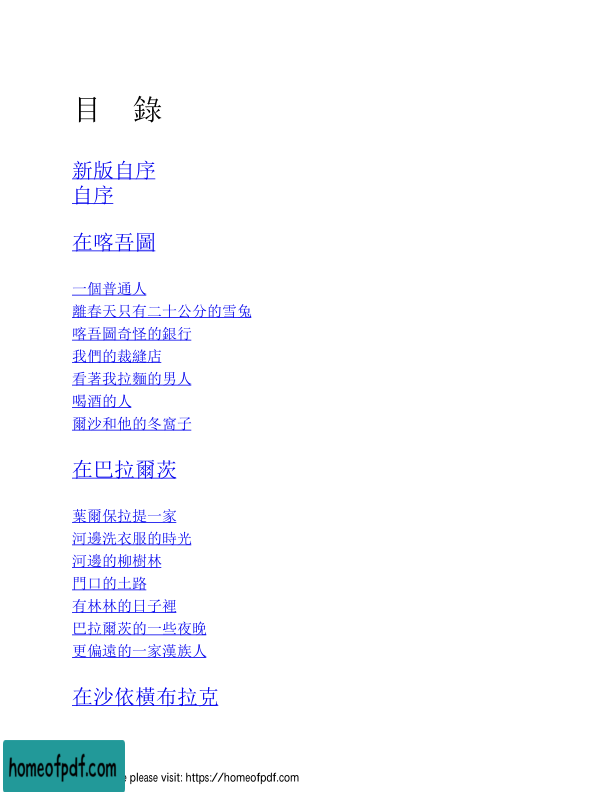 目 錄
新版自序
自序
在喀吾圖
一個普通人
離春天只有二十公分的雪兔
喀吾圖奇怪的銀行
我們的裁縫店
看著我拉麵的男人
喝酒的人
爾沙和他的冬窩子
在巴拉爾茨
葉爾保拉提一家
河邊洗衣服的時光
河邊的柳樹林
門口的土路
有林林的日子裡
巴拉爾茨的一些夜晚
更偏遠的一家漢族人
在沙依橫布拉克
homeofpdf.com
please visit: https://homeofpdf.com